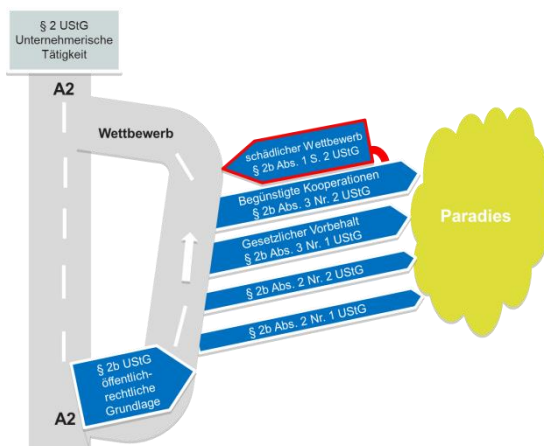 § 2 UStG
Unternehmerische
Tätigkeit
A2
Wettbewerb
schädlicher Wettbewerb
§ 2b Abs. 1 S. 2 UStG
Begünstigte Kooperationen
§ 2b Abs. 3 Nr. 2 UStG
Gesetzlicher Vorbehalt
§ 2b Abs. 3 Nr. 1 UStG
§ 2b Abs. 2 Nr. 2 UStG
§ 2b Abs. 2 Nr. 1 UStG
Paradies
§ 2b UStG
öffentlich-
rechtliche
Grundlage
A2